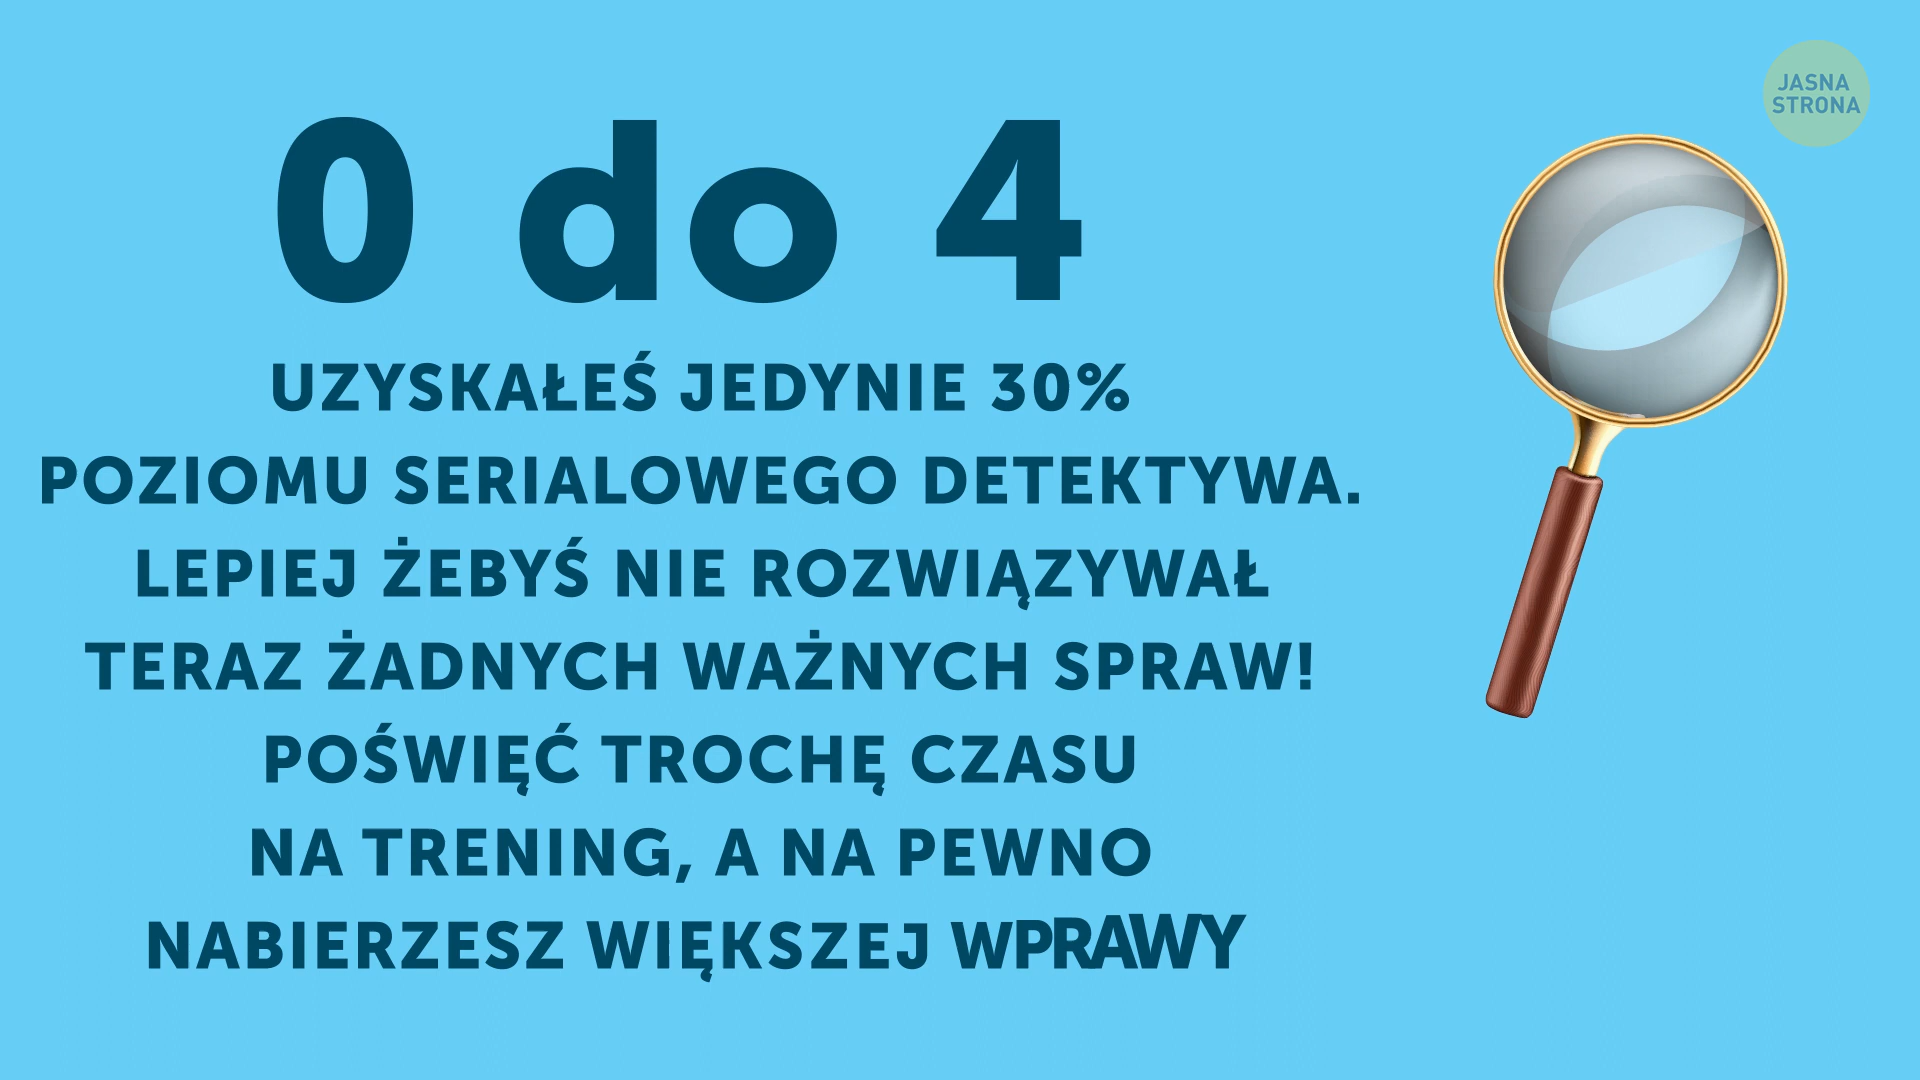 JASNA
STRONA
0 do 4
UZYSKAŁEŚ JEDYNIE 30%
POZIOMU SERIALOWEGO DETEKTYWA.
LEPIEJ ŻEBYŚ NIE ROZWIĄZYWAŁ
TERAZ ŻADNYCH WAŻNYCH SPRAW!
POŚWIĘĆ TROCHĘ CZASU
NA TRENING, A NA PEWNO
NABIERZESZ WIĘKSZEJ WPRAWY